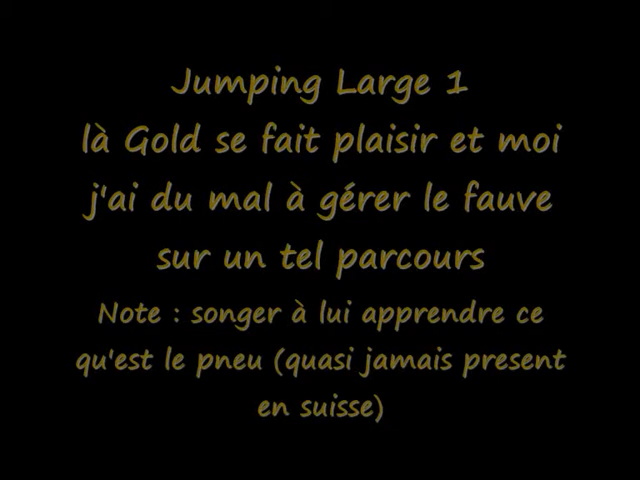 Jumping Large 1
là Gold se fait plaisir et moi
j'ai du mal à gérer le fauve
sur un tel parcours
Note : songer à lui apprendre ce
qu'est le pneu (quasi jamais present
en suisse)